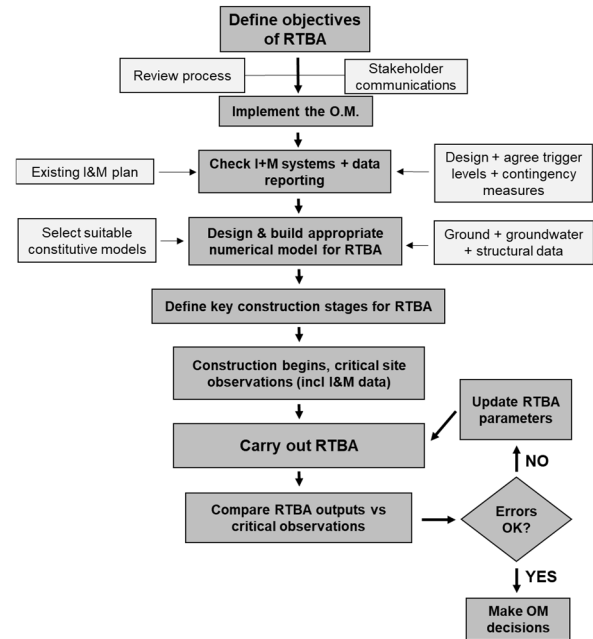 Define objectives
of RTBA
Review process
Stakeholder
communications
Implement the O.M.
Existing I&M plan
Check I+M systems + data
reporting
Design + agree trigger
levels + contingency
measures
Select suitable
constitutive models
Design & build appropriate
numerical model for RTBA
Ground + groundwater
+ structural data
Define key construction stages for RTBA
Construction begins, critical site
observations (incl I&M data)
Update RTBA
parameters
Carry out RTBA
NO
Compare RTBA outputs vs
critical observations
Errors
OK?
YES
Make OM
decisions